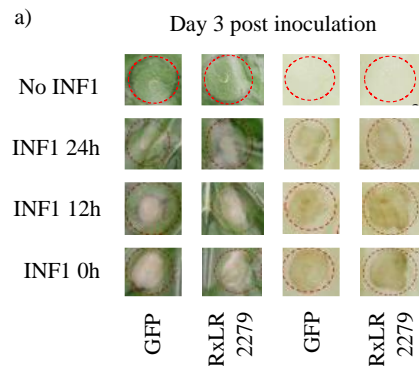 a)
Day 3 post inoculation
No INF1
INF1 24h
INF1 12h
INF1 0h
GFP
RxLR
2279
GFP
RxLR
2279